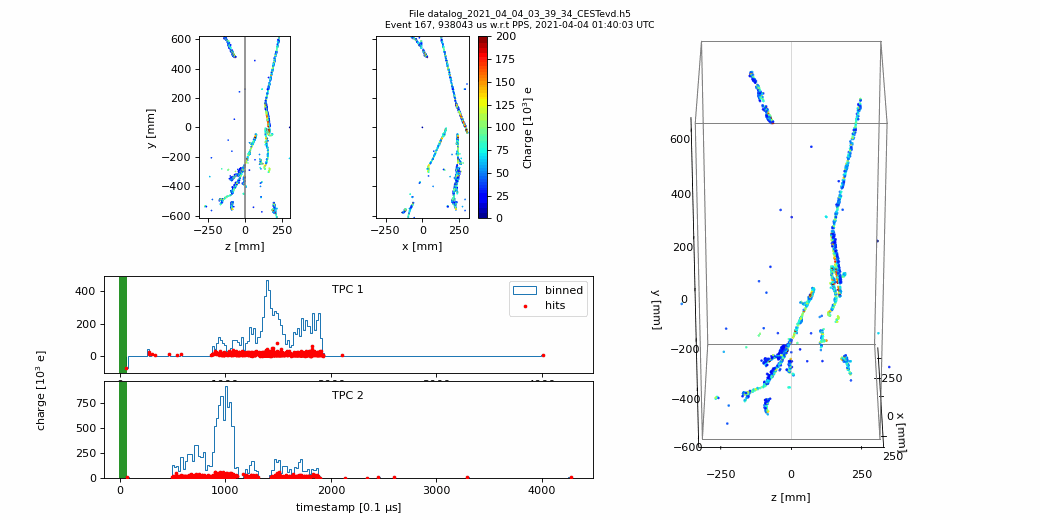 File datalog_2021_04_04_03_39_34_CESTevd.h5
Event 167, 938043 us w.r.t PPS, 2021-04-04 01:40:03 UTC
600
400
200
0
−200
−400
−600
y [mm]
−250 0 250
z [mm]
−250 0 250
x [mm]
200
175
150
125
100
75
50
25
0
Charge [10³] e
600
400
200
0
−200
−400
−600
y [mm]
−250 0 250
z [mm]
250
0
250
x [mm]
TPC 1
binned
hits
400
200
0
TPC 2
750
500
250
0
charge [10³ e]
0 1000 2000 3000 4000
timestamp [0.1 µs]